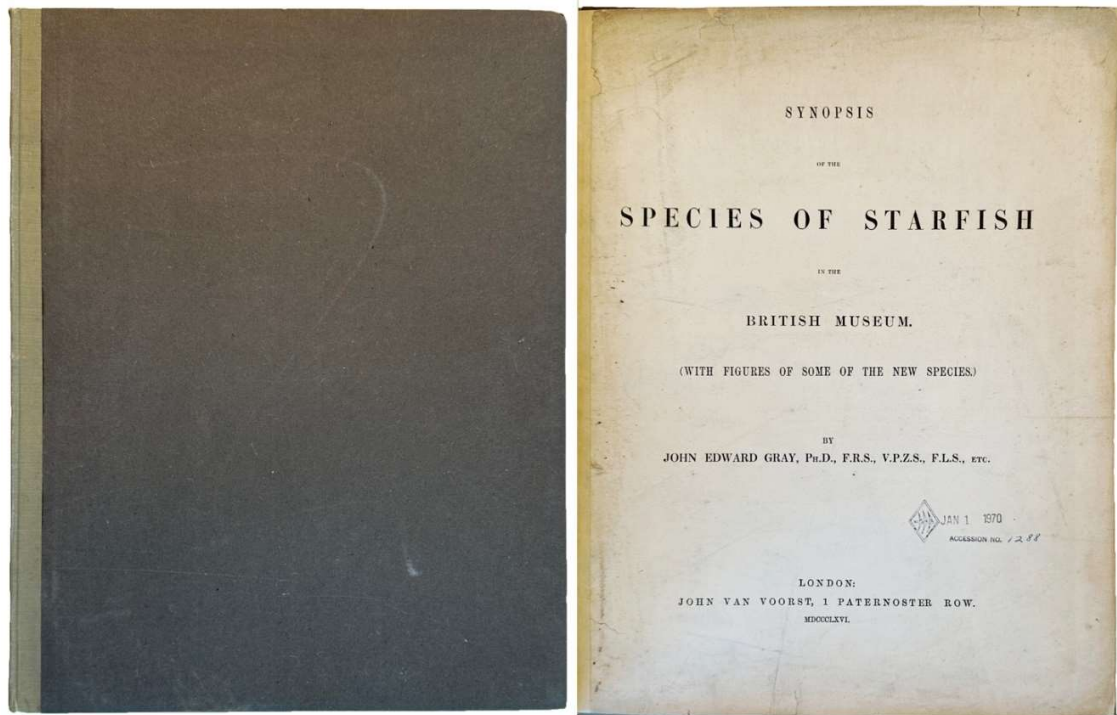 SYNOPSIS
OF THE
SPECIES OF STARFISH
IN THE
BRITISH MUSEUM.
(WITH FIGURES OF SOME OF THE NEW SPECIES.)
BY
JOHN EDWARD GRAY, Ph.D., F.R.S., V.P.Z.S., F.L.S., ETC.
JAN 1 1970
ACCESSION NO. 1288
LONDON:
JOHN VAN VOORST, 1 PATERNOSTER ROW.
MDCCCLXVI.